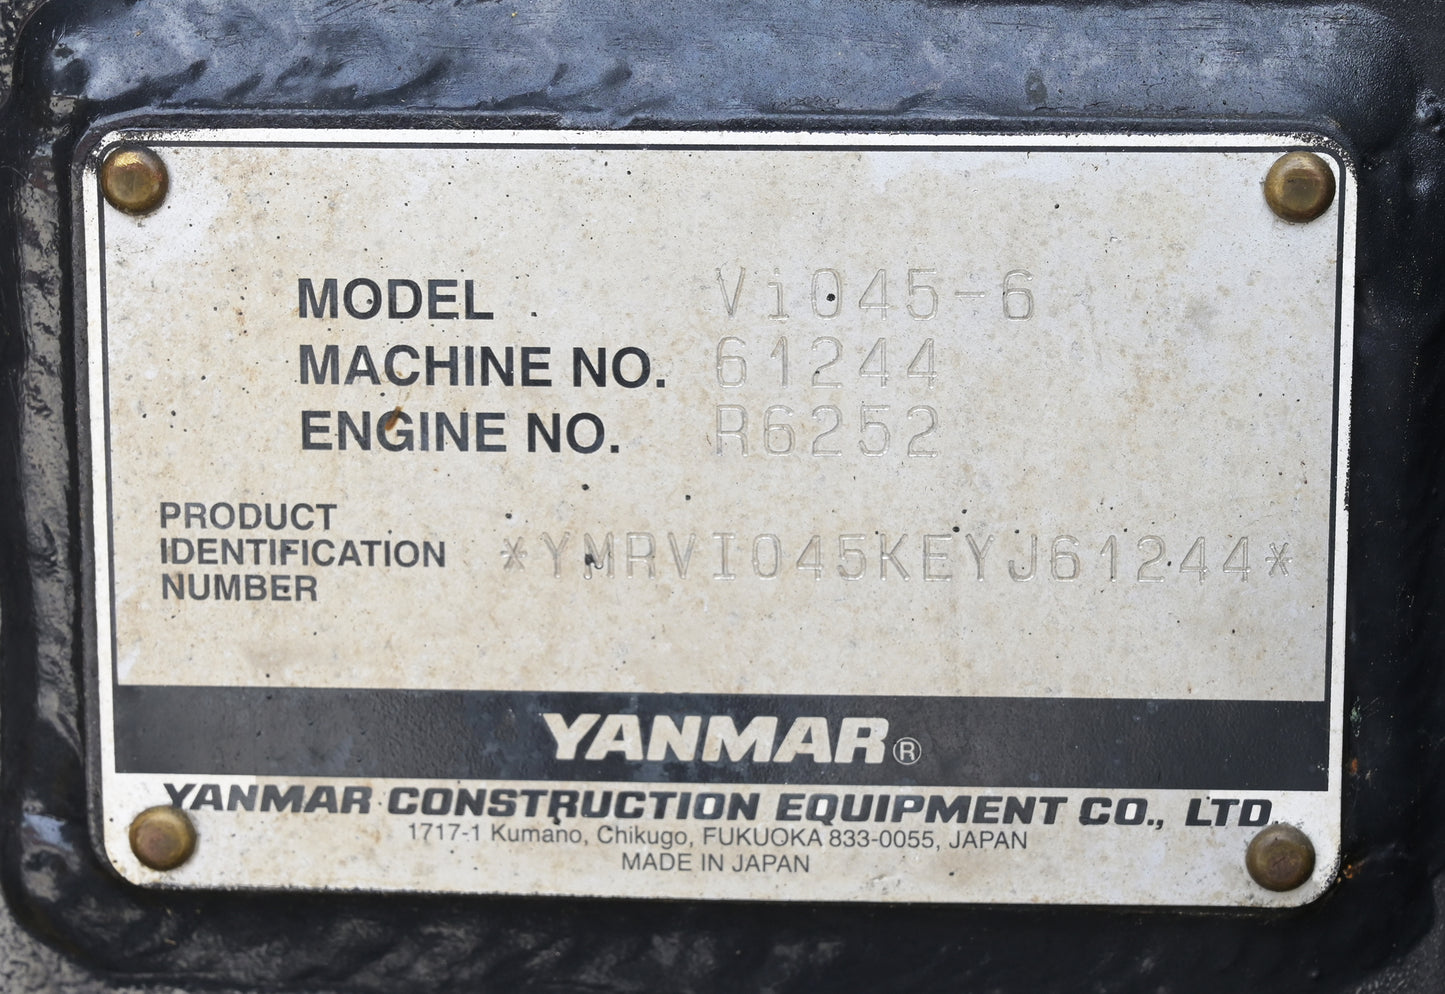 MODEL Vi045-6
MACHINE NO. 61244
ENGINE NO. R6252
PRODUCT
IDENTIFICATION *YMRVI045KEYJ61244*
NUMBER
YANMAR®
YANMAR CONSTRUCTION EQUIPMENT CO., LTD.
1717-1 Kumano, Chikugo, FUKUOKA 833-0055, JAPAN
MADE IN JAPAN